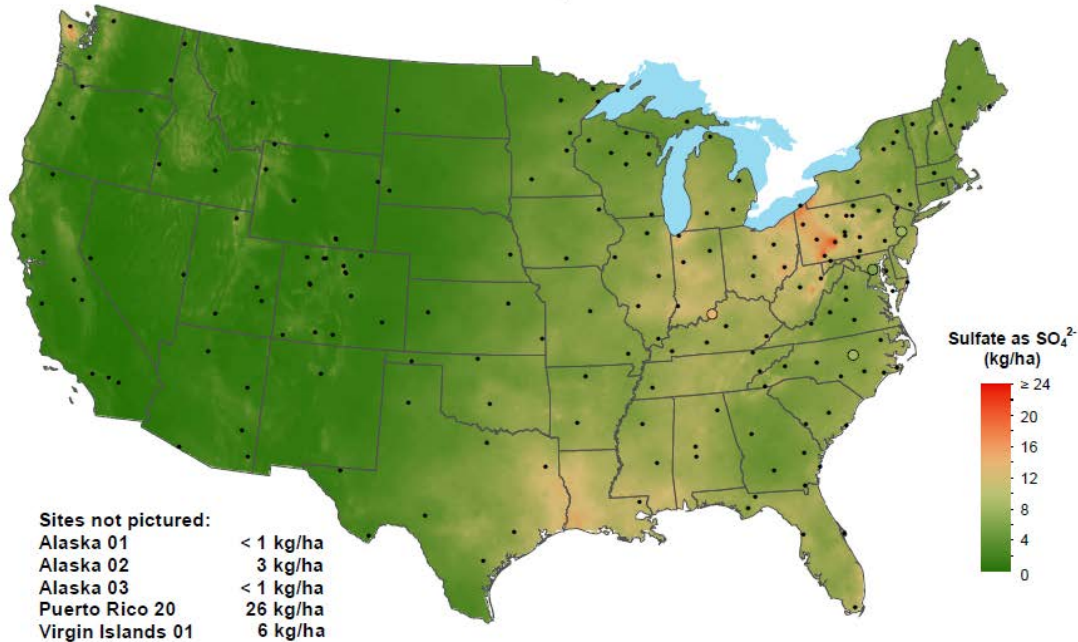 Sulfate as SO₄²⁻
(kg/ha)
≥ 24
20
16
12
8
4
0
Sites not pictured:
Alaska 01 < 1 kg/ha
Alaska 02 3 kg/ha
Alaska 03 < 1 kg/ha
Puerto Rico 20 26 kg/ha
Virgin Islands 01 6 kg/ha